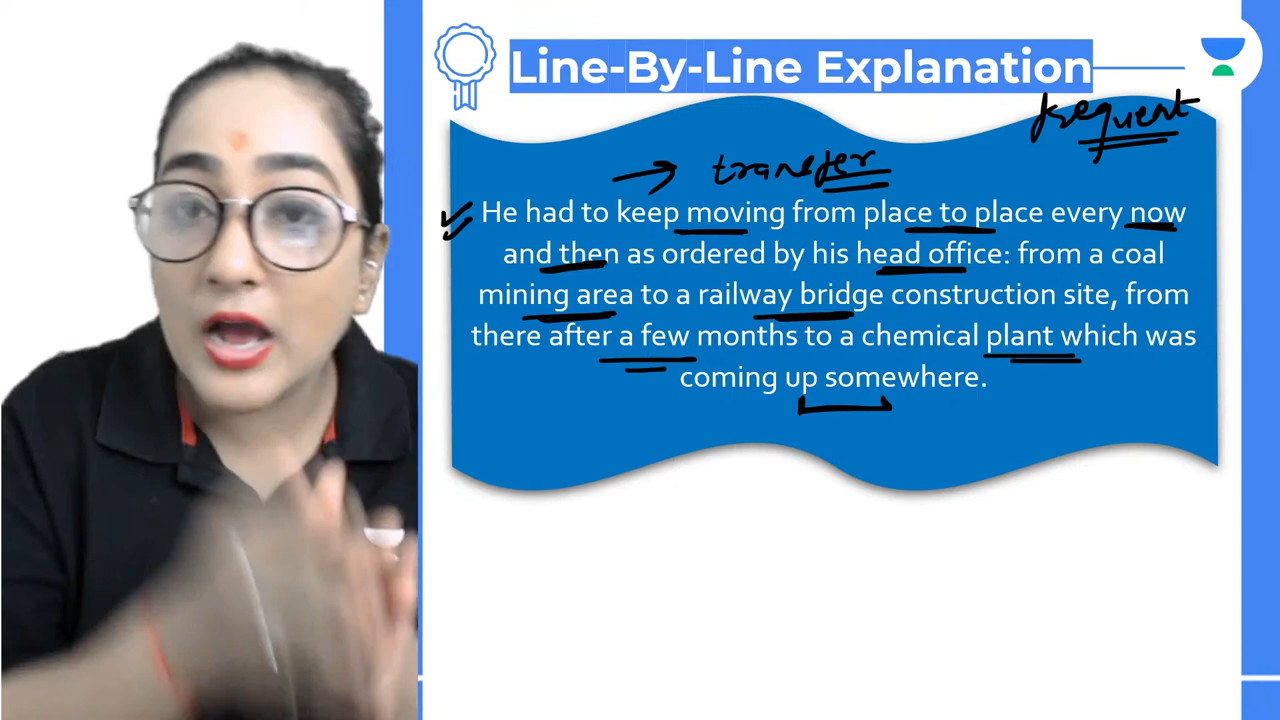 Line-By-Line Explanation
frequent
transfer
He had to keep moving from place to place every now
and then as ordered by his head office: from a coal
mining area to a railway bridge construction site, from
there after a few months to a chemical plant which was
coming up somewhere.